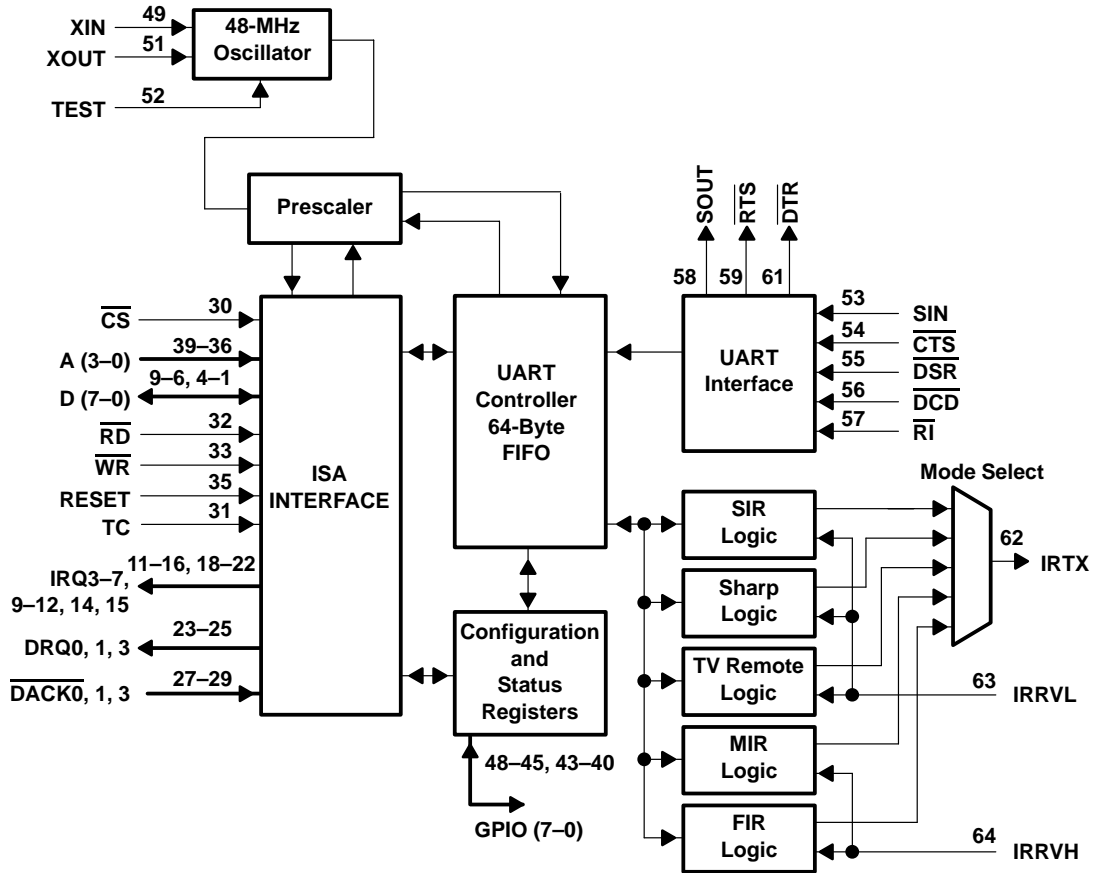 XIN
49
48-MHz
Oscillator
XOUT
51
TEST
52
Prescaler
SOUT
RTS
DTR
58
59
61
CS
30
A (3–0)
39–36
D (7–0)
9–6, 4–1
RD
32
WR
33
RESET
35
TC
31
ISA
INTERFACE
IRQ3–7,
9–12, 14, 15
11–16, 18–22
DRQ0, 1, 3
23–25
DACK0, 1, 3
27–29
UART
Controller
64-Byte
FIFO
UART
Interface
53
SIN
54
CTS
55
DSR
56
DCD
57
RI
Configuration
and
Status
Registers
48–45, 43–40
GPIO (7–0)
Mode Select
SIR
Logic
Sharp
Logic
TV Remote
Logic
MIR
Logic
FIR
Logic
62
IRTX
63
IRRVL
64
IRRVH